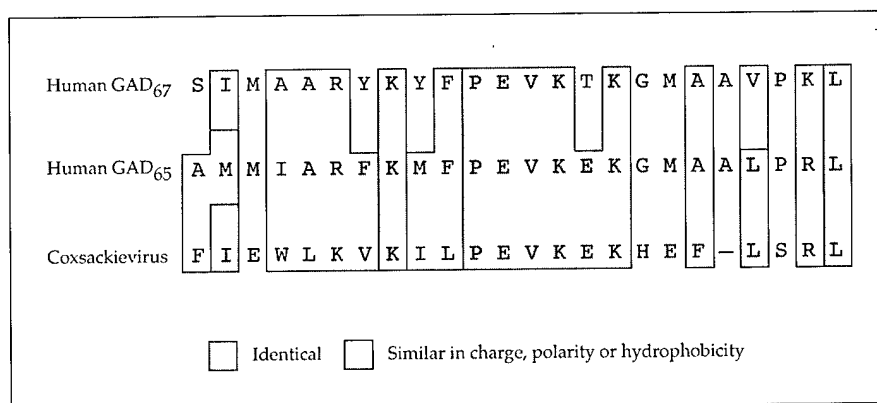 Human GAD67 S I M A A R Y K Y F P E V K T K G M A A V P K L
Human GAD65 A M M I A R F K M F P E V K E K G M A A L P R L
Coxsackievirus F I E W L K V K I L P E V K E K H E F – L S R L
Identical Similar in charge, polarity or hydrophobicity